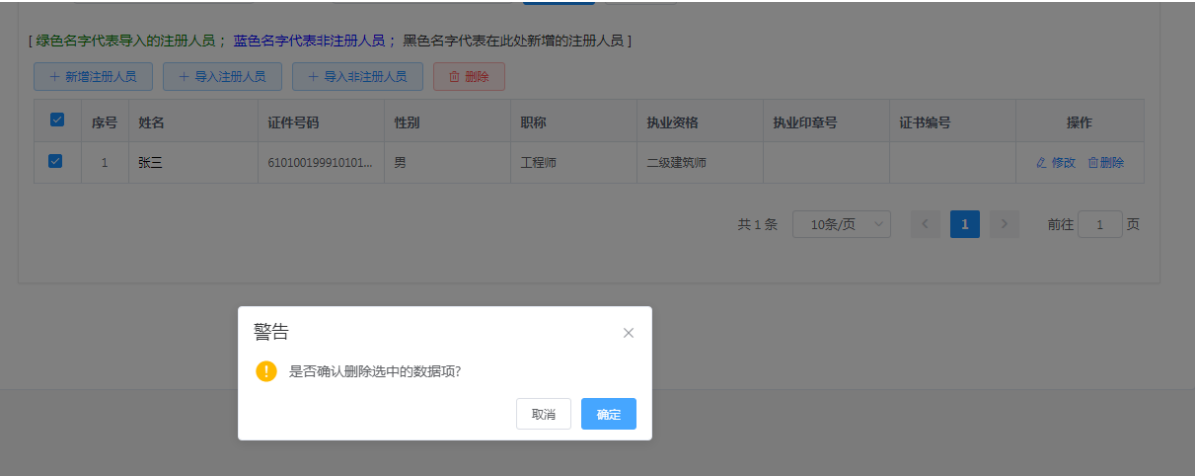 [ 绿色名字代表导入的注册人员； 蓝色名字代表非注册人员； 黑色名字代表在此处新增的注册人员 ]
+ 新增注册人员 + 导入注册人员 + 导入非注册人员 删除
序号 姓名 证件号码 性别 职称 执业资格 执业印章号 证书编号 操作
1 张三 610100199910101... 男 工程师 二级建筑师 修改 删除
共 1 条 10条/页 < 1 > 前往 1 页
警告
是否确认删除选中的数据项?
取消 确定